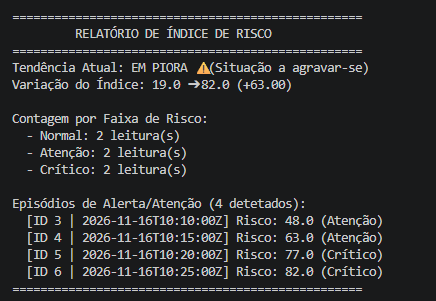 ==================================================
RELATÓRIO DE ÍNDICE DE RISCO
==================================================
Tendência Atual: EM PIORA ⚠️(Situação a agravar-se)
Variação do Índice: 19.0 ➔82.0 (+63.00)
Contagem por Faixa de Risco:
- Normal: 2 leitura(s)
- Atenção: 2 leitura(s)
- Crítico: 2 leitura(s)
Episódios de Alerta/Atenção (4 detetados):
[ID 3 | 2026-11-16T10:10:00Z] Risco: 48.0 (Atenção)
[ID 4 | 2026-11-16T10:15:00Z] Risco: 63.0 (Atenção)
[ID 5 | 2026-11-16T10:20:00Z] Risco: 77.0 (Crítico)
[ID 6 | 2026-11-16T10:25:00Z] Risco: 82.0 (Crítico)
==================================================